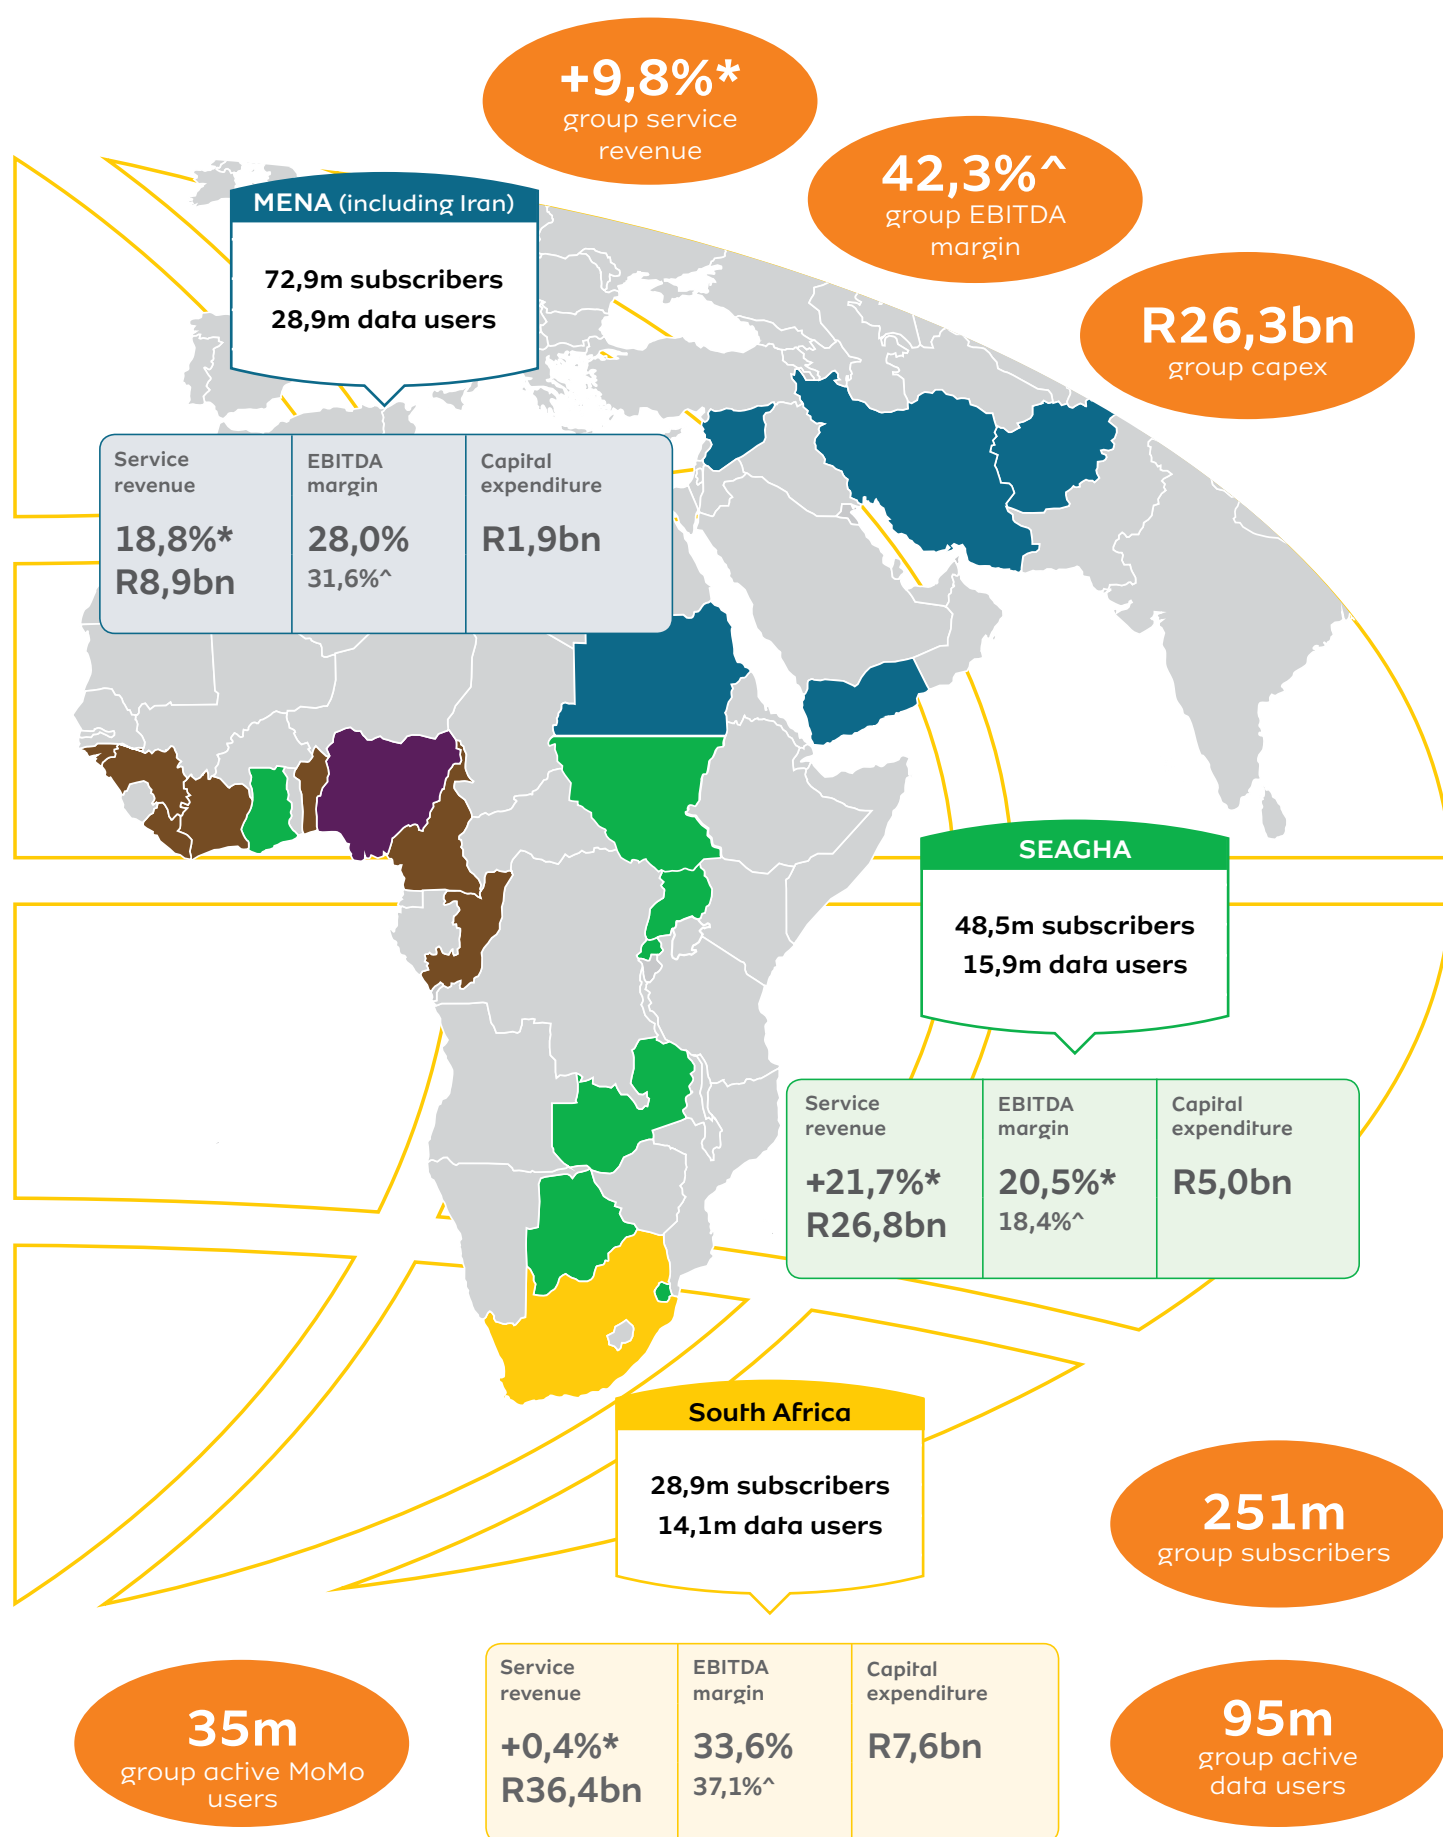 +9,8%*
group service
revenue
42,3%^
group EBITDA
margin
R26,3bn
group capex
MENA (including Iran)
72,9m subscribers
28,9m data users
Service
revenue
18,8%*
R8,9bn
EBITDA
margin
28,0%
31,6%^
Capital
expenditure
R1,9bn
SEAGHA
48,5m subscribers
15,9m data users
Service
revenue
+21,7%*
R26,8bn
EBITDA
margin
20,5%*
18,4%^
Capital
expenditure
R5,0bn
South Africa
28,9m subscribers
14,1m data users
251m
group subscribers
Service
revenue
+0,4%*
R36,4bn
EBITDA
margin
33,6%
37,1%^
Capital
expenditure
R7,6bn
35m
group active MoMo
users
95m
group active
data users